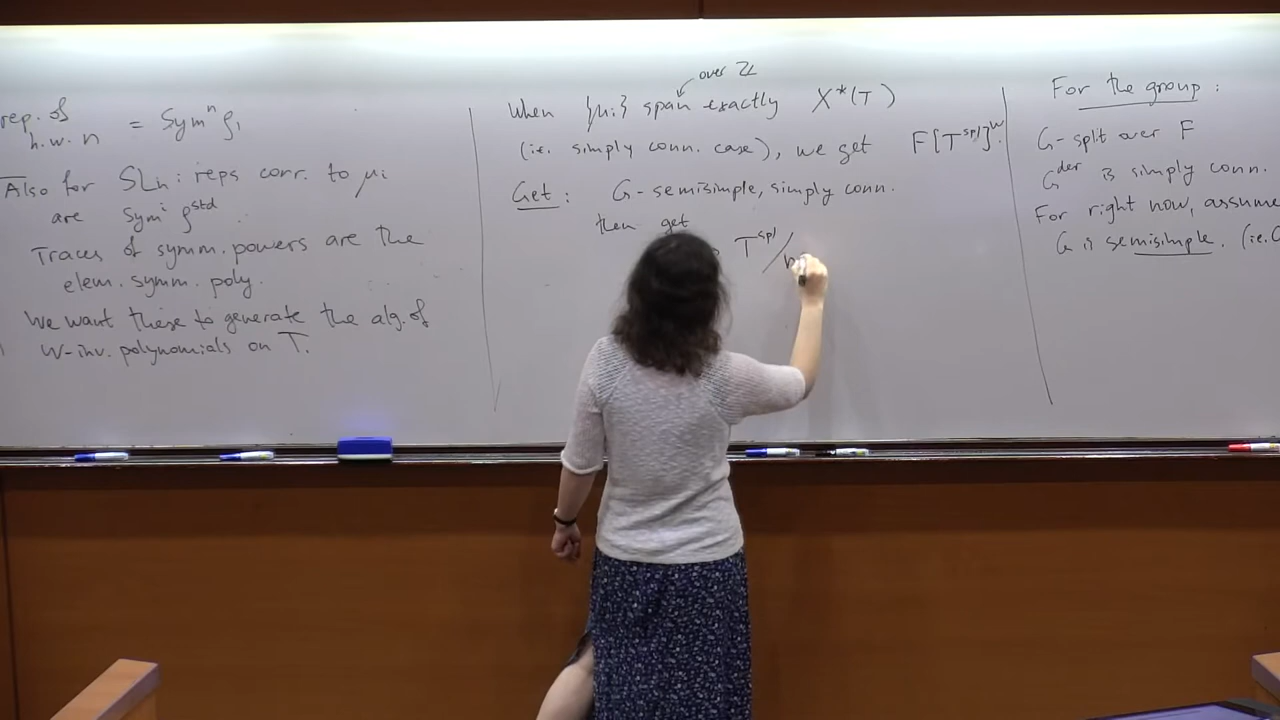 rep. of
h.w. n = Symⁿ ρ₁
Also for SLn: reps corr. to μi
are Symⁱ ρ^std
Traces of symm. powers are the
elem. symm. poly.
We want these to generate the alg. of
W-inv. polynomials on T.
over ℤ
When {μi} span exactly X*(T)
(i.e. simply conn. case), we get F[T^spl]^W.
Get: G-semisimple, simply conn.
then get
T^spl/
For the group:
G-split over F
G^der is simply conn.
For right now, assume
G is semisimple. (i.e.